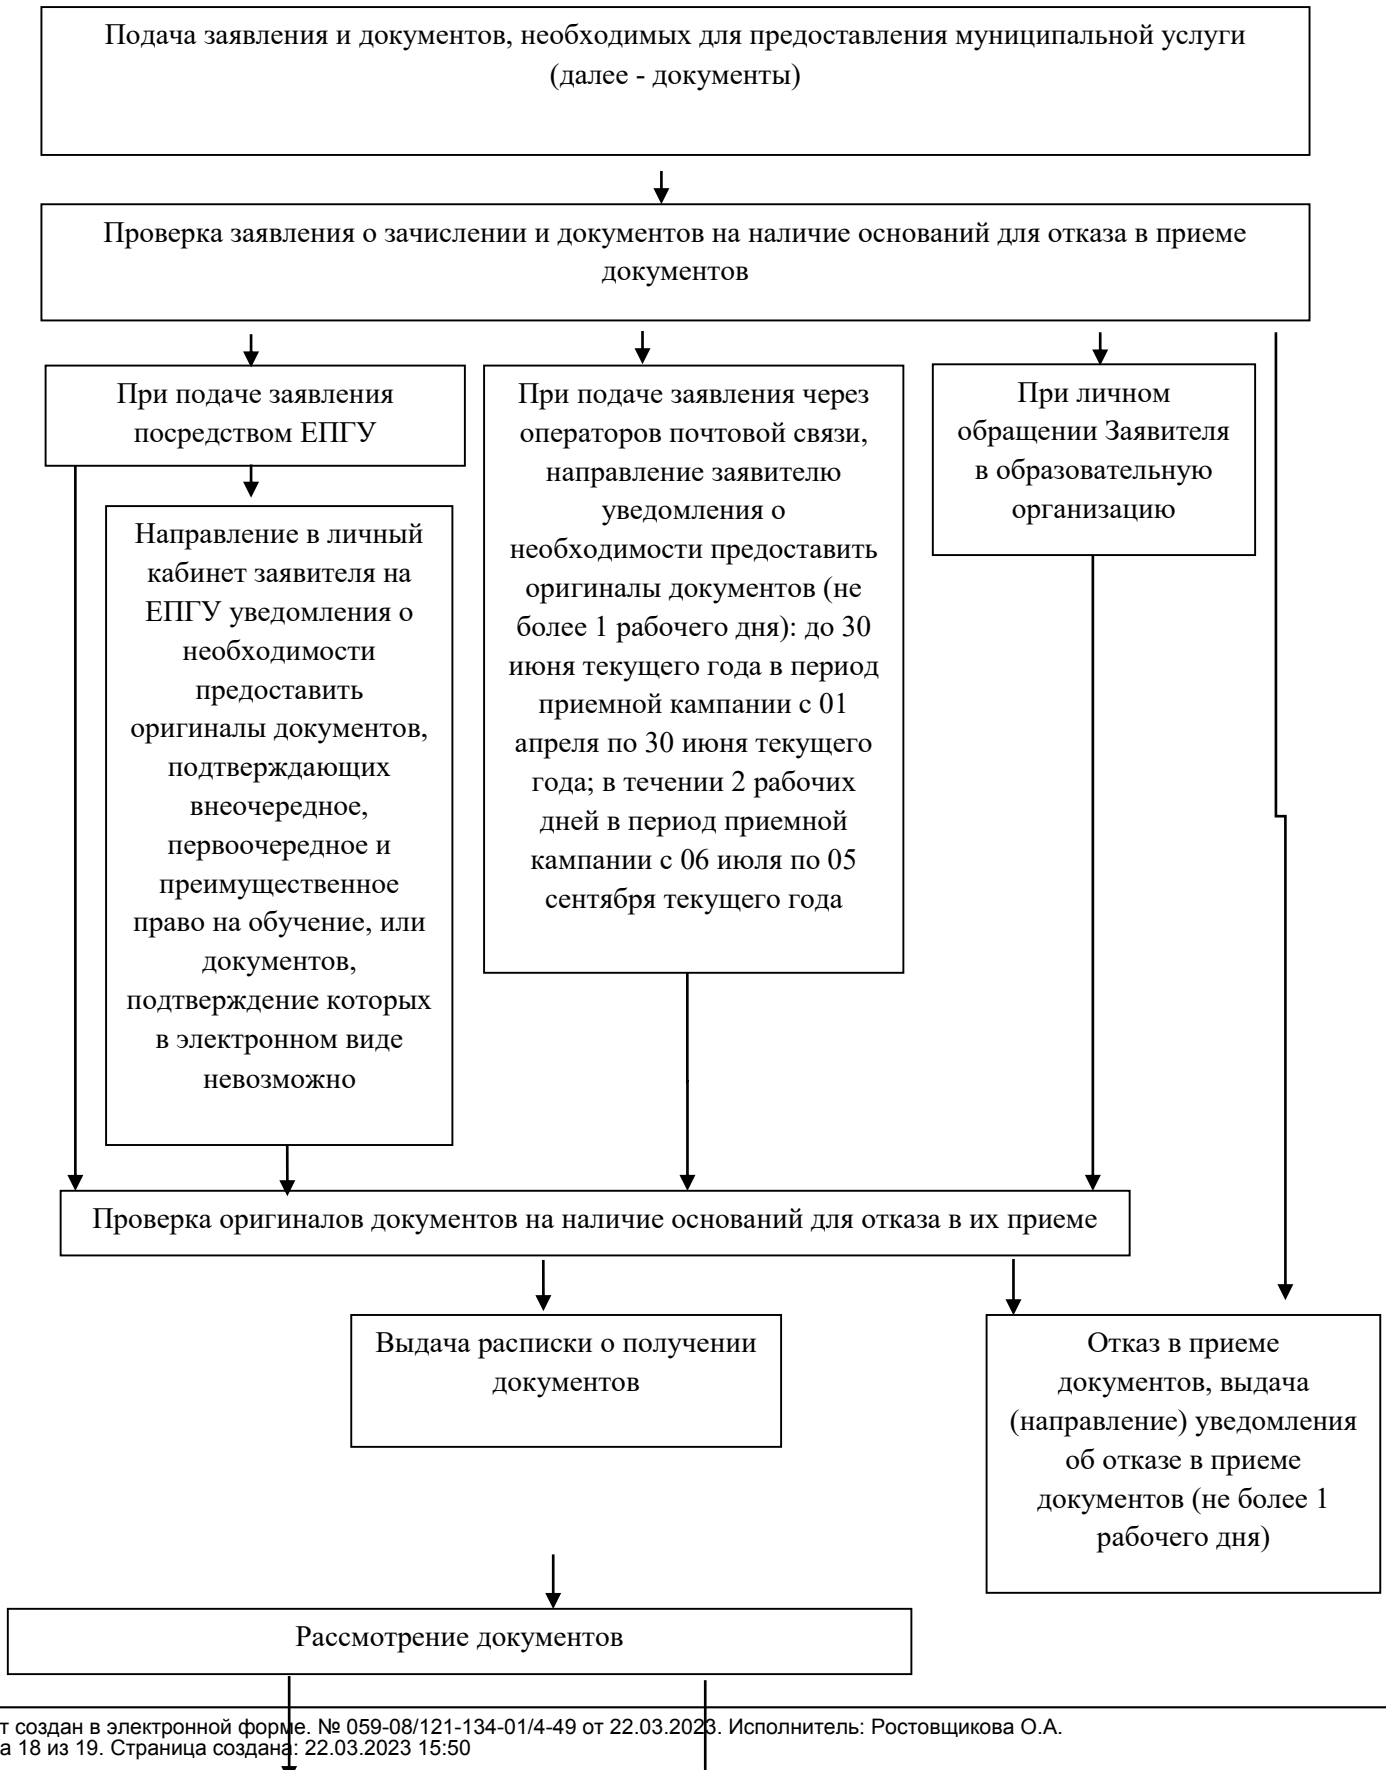 Подача заявления и документов, необходимых для предоставления муниципальной услуги
(далее - документы)
Проверка заявления о зачислении и документов на наличие оснований для отказа в приеме
документов
При подаче заявления
посредством ЕПГУ
При подаче заявления через
операторов почтовой связи,
направление заявителю
уведомления о
необходимости предоставить
оригиналы документов (не
более 1 рабочего дня): до 30
июня текущего года в период
приемной кампании с 01
апреля по 30 июня текущего
года; в течении 2 рабочих
дней в период приемной
кампании с 06 июля по 05
сентября текущего года
При личном
обращении Заявителя
в образовательную
организацию
Направление в личный
кабинет заявителя на
ЕПГУ уведомления о
необходимости
предоставить
оригиналы документов,
подтверждающих
внеочередное,
первоочередное и
преимущественное
право на обучение, или
документов,
подтверждение которых
в электронном виде
невозможно
Проверка оригиналов документов на наличие оснований для отказа в их приеме
Выдача расписки о получении
документов
Отказ в приеме
документов, выдача
(направление) уведомления
об отказе в приеме
документов (не более 1
рабочего дня)
Рассмотрение документов
т создан в электронной форме. № 059-08/121-134-01/4-49 от 22.03.2023. Исполнитель: Ростовщикова О.А.
а 18 из 19. Страница создана: 22.03.2023 15:50